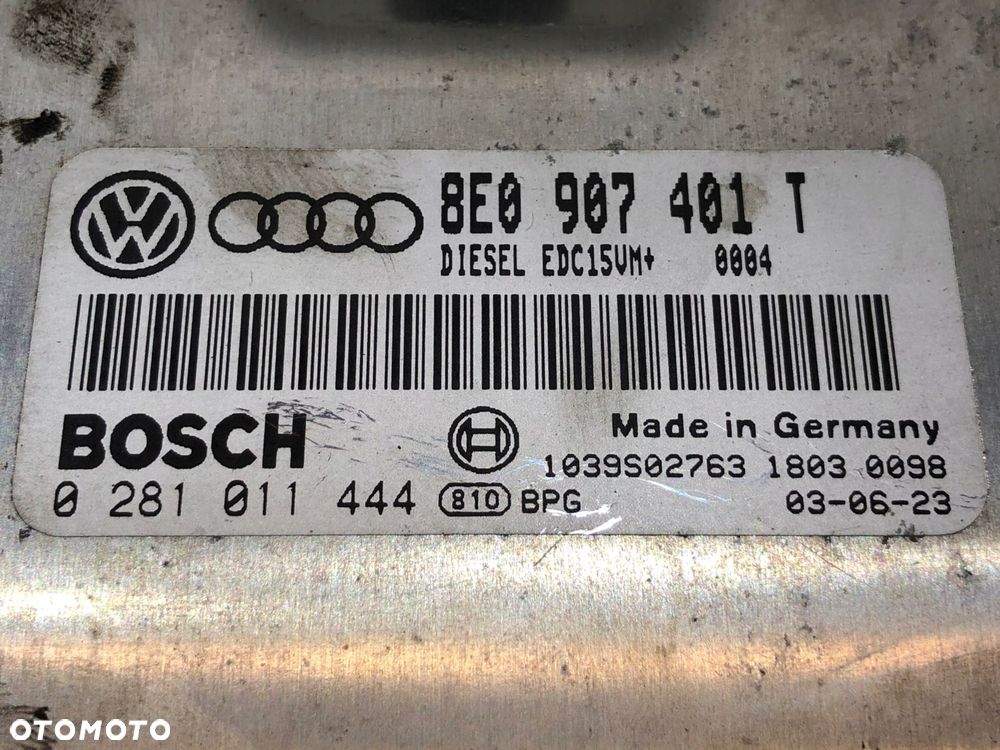 8E0 907 401 T
DIESEL EDC15VM+ 0004
BOSCH
Made in Germany
1039S02763 1803 0098
0 281 011 444 810 BPG 03-06-23
OTOMOTO